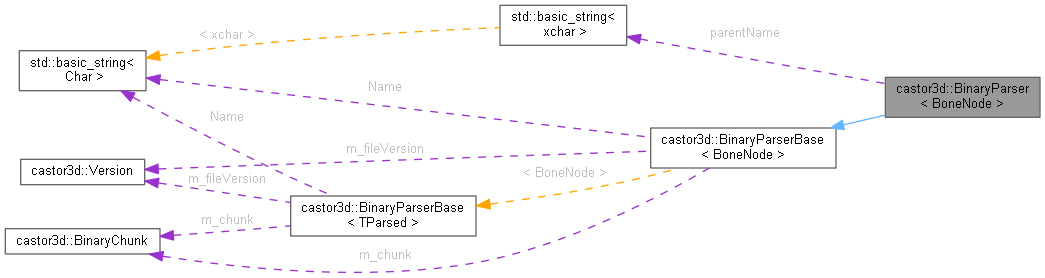 std::basic_string<
xchar >
< xchar >
parentName
std::basic_string<
Char >
castor3d::BinaryParser
< BoneNode >
Name
Name
castor3d::BinaryParserBase
< BoneNode >
m_fileVersion
castor3d::Version
m_fileVersion
< BoneNode >
castor3d::BinaryParserBase
< TParsed >
m_chunk
castor3d::BinaryChunk
m_chunk